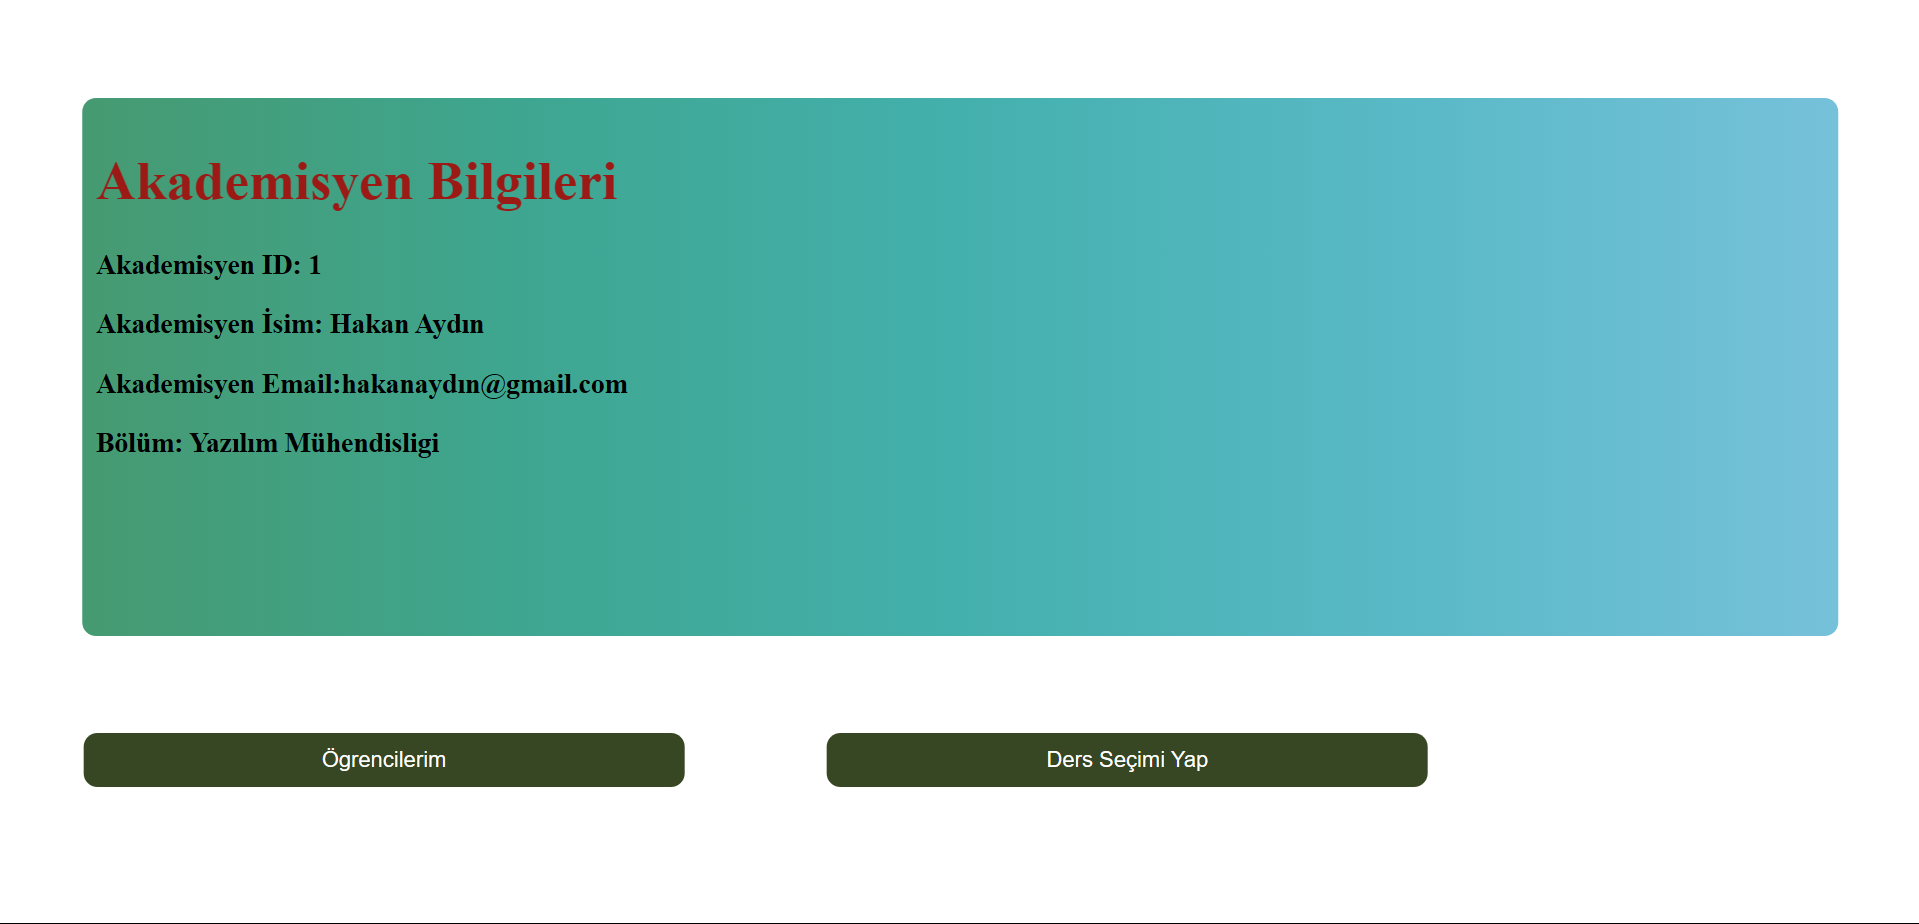 Akademisyen Bilgileri
Akademisyen ID: 1
Akademisyen İsim: Hakan Aydın
Akademisyen Email:hakanaydın@gmail.com
Bölüm: Yazılım Mühendisligi
Ögrencilerim
Ders Seçimi Yap